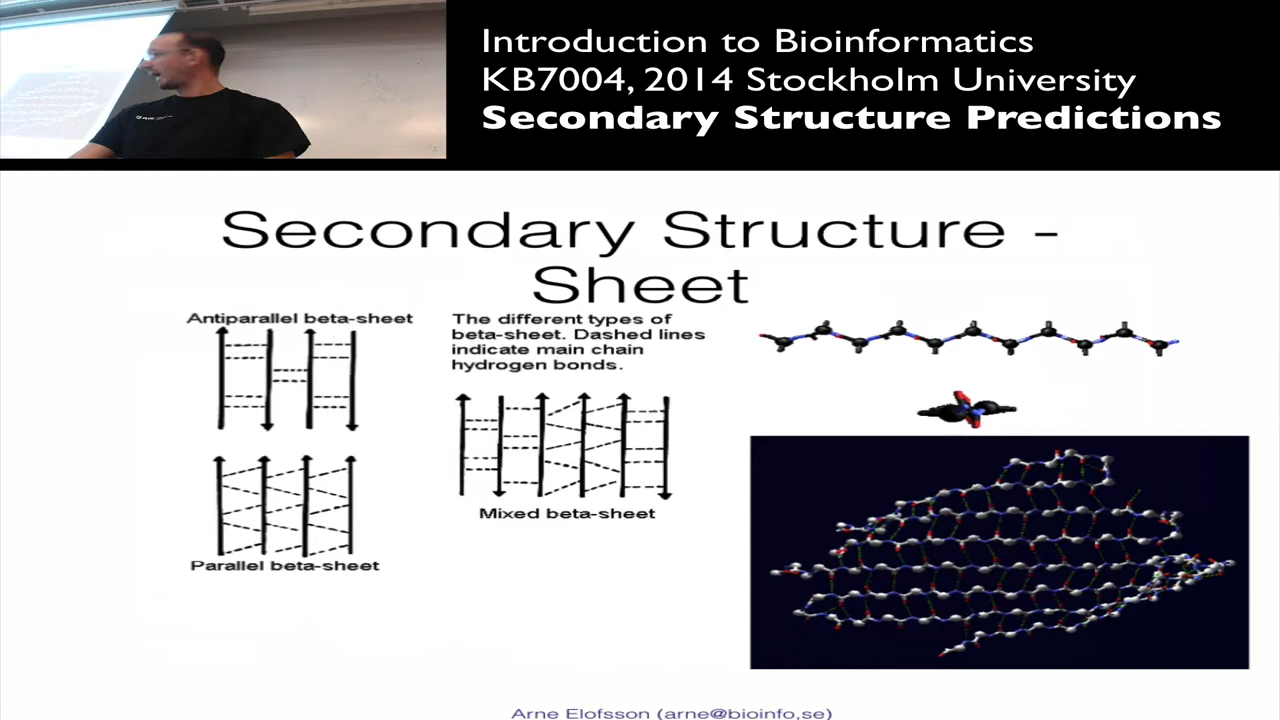 Introduction to Bioinformatics
KB7004, 2014 Stockholm University
Secondary Structure Predictions
Secondary Structure -
Sheet
Antiparallel beta-sheet
The different types of
beta-sheet. Dashed lines
indicate main chain
hydrogen bonds.
Mixed beta-sheet
Parallel beta-sheet
Arne Elofsson (arne@bioinfo,se)